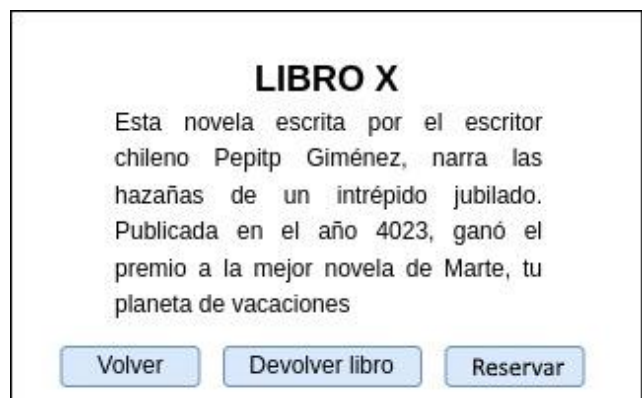 LIBRO X
Esta novela escrita por el escritor
chileno Pepitp Giménez, narra las
hazañas de un intrépido jubilado.
Publicada en el año 4023, ganó el
premio a la mejor novela de Marte, tu
planeta de vacaciones
Volver Devolver libro Reservar